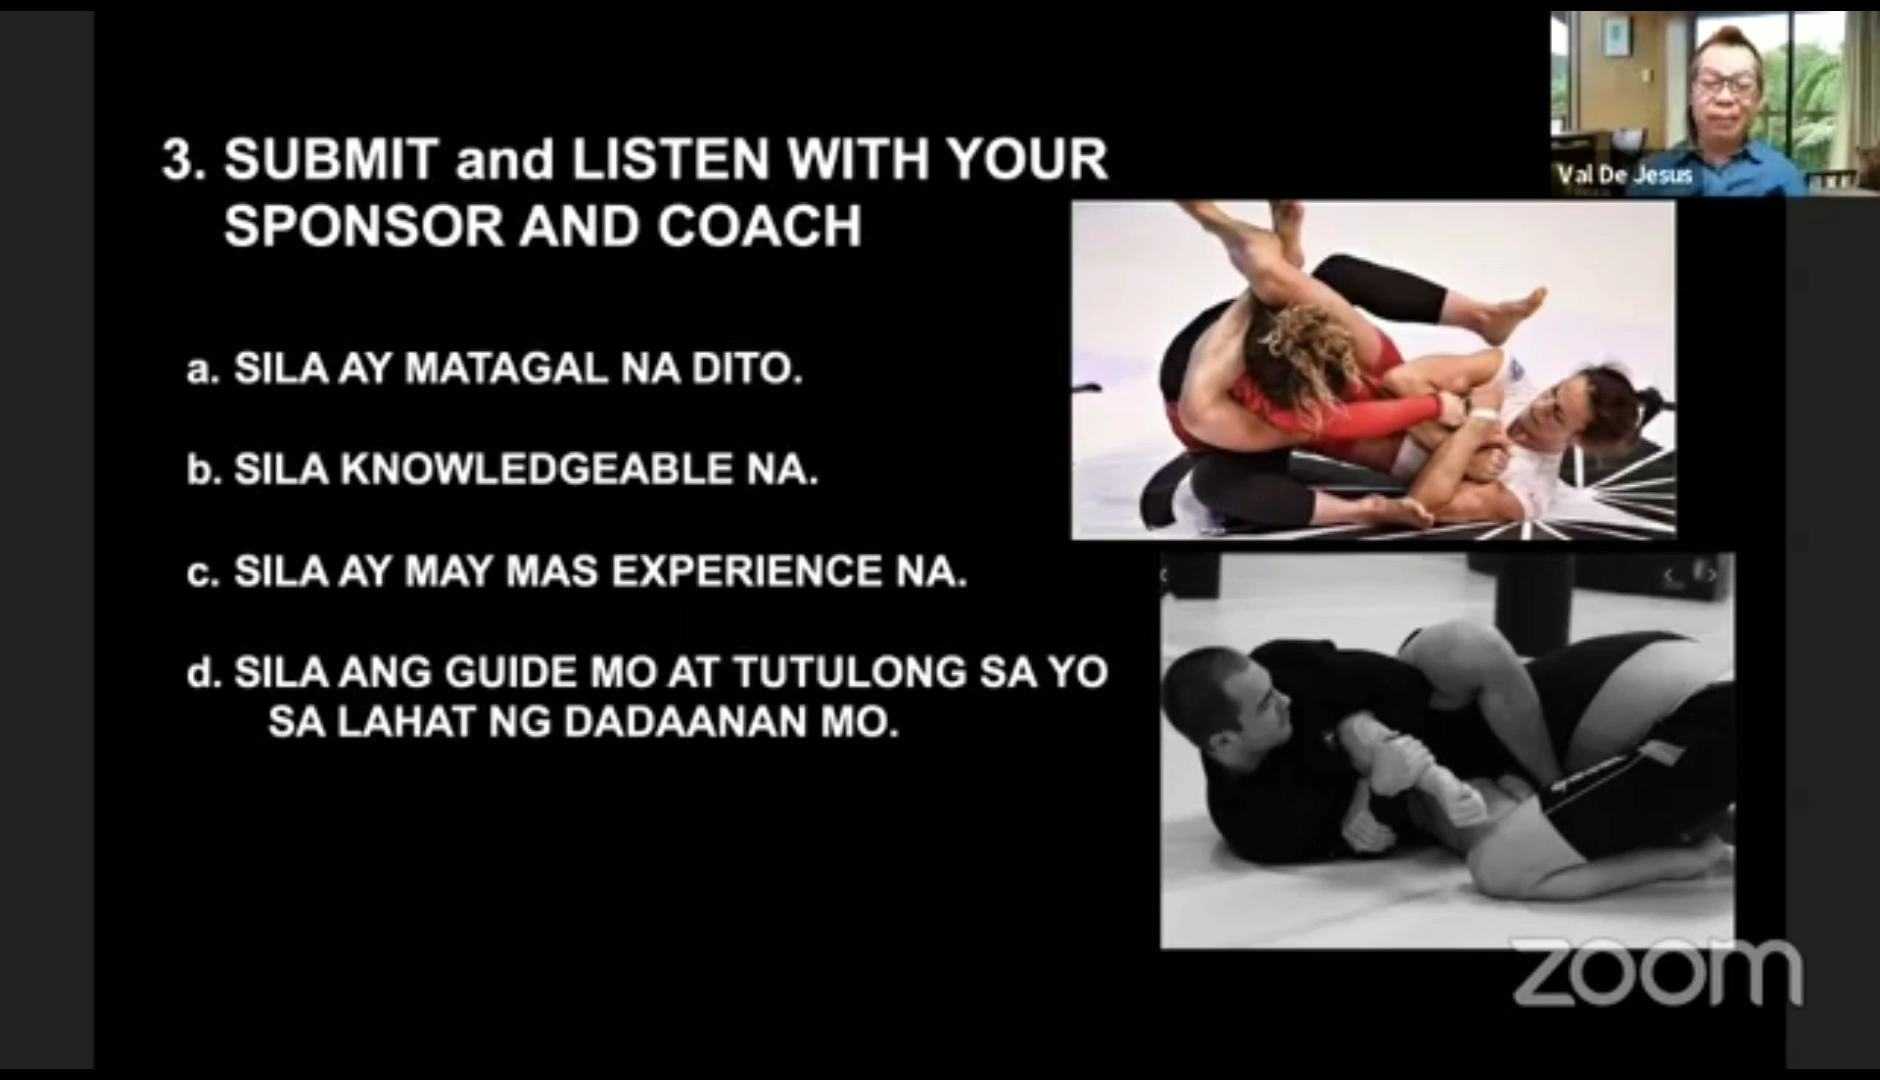 3. SUBMIT and LISTEN WITH YOUR
SPONSOR AND COACH
a. SILA AY MATAGAL NA DITO.
b. SILA KNOWLEDGEABLE NA.
c. SILA AY MAY MAS EXPERIENCE NA.
d. SILA ANG GUIDE MO AT TUTULONG SA YO
SA LAHAT NG DADAANAN MO.
Val De Jesus
zoom